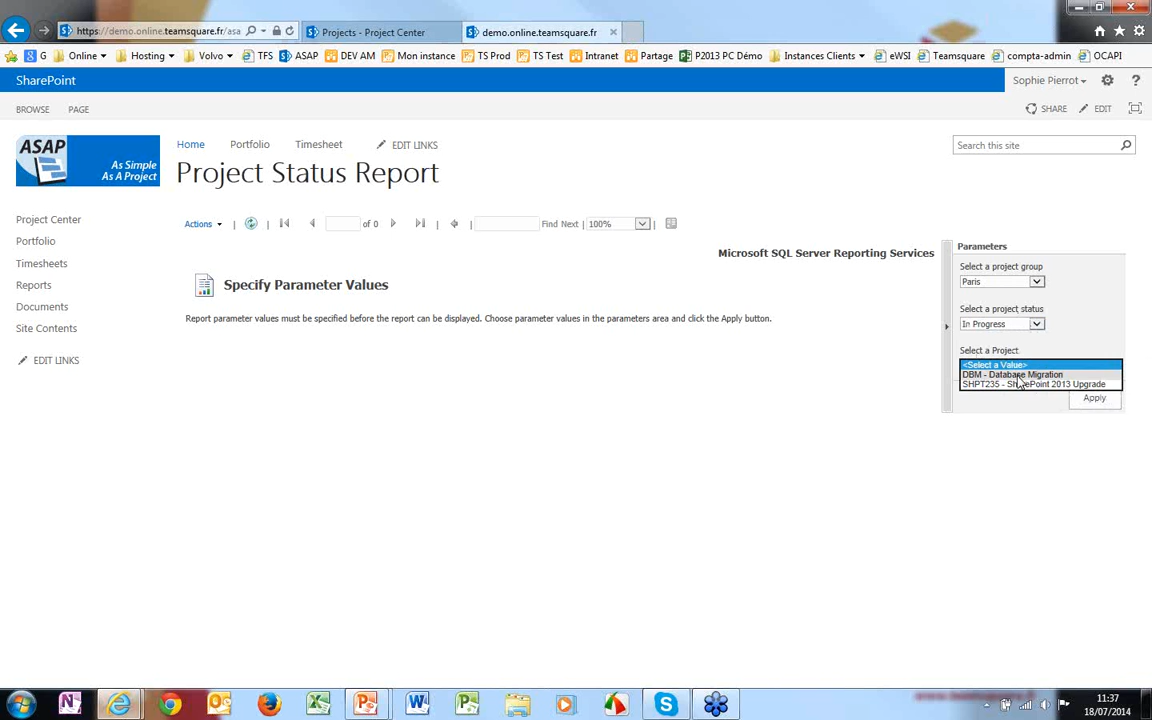 https://demo.online.teamsquare.fr/asa
Projects - Project Center
demo.online.teamsquare.fr
G
Online
Hosting
Volvo
TFS
ASAP
DEV AM
Mon instance
TS Prod
TS Test
Intranet
Partage
P2013 PC Démo
Instances Clients
eWSI
Teamsquare
compta-admin
OCAPI
SharePoint
Sophie Pierrot
?
BROWSE
PAGE
SHARE
EDIT
ASAP
As Simple
As A Project
Home
Portfolio
Timesheet
EDIT LINKS
Search this site
Project Status Report
Project Center
Portfolio
Timesheets
Reports
Documents
Site Contents
EDIT LINKS
Actions
of 0
Find Next
100%
Microsoft SQL Server Reporting Services
Specify Parameter Values
Report parameter values must be specified before the report can be displayed. Choose parameter values in the parameters area and click the Apply button.
Parameters
Select a project group
Paris
Select a project status
In Progress
Select a Project
<Select a Value>
DBM - Database Migration
SHPT235 - SharePoint 2013 Upgrade
Apply
11:37
18/07/2014